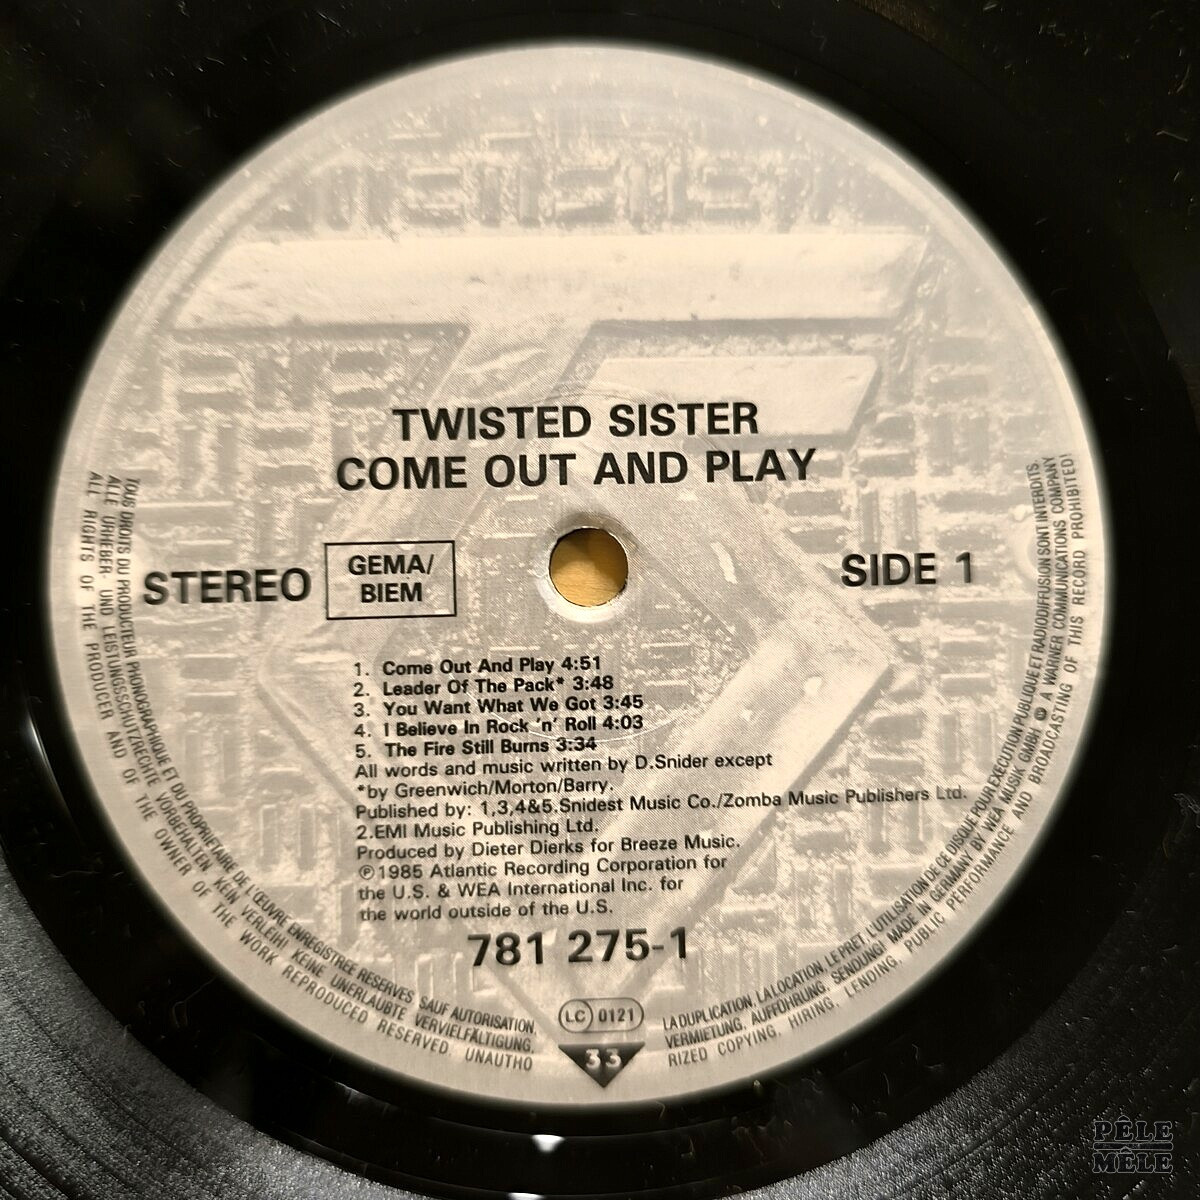 TWISTED SISTER
COME OUT AND PLAY
STEREO
GEMA/
BIEM
SIDE 1
1. Come Out And Play 4:51
2. Leader Of The Pack* 3:48
3. You Want What We Got 3:45
4. I Believe In Rock 'n' Roll 4:03
5. The Fire Still Burns 3:34
All words and music written by D.Snider except
*by Greenwich/Morton/Barry.
Published by: 1,3,4&5.Snidest Music Co./Zomba Music Publishers Ltd.
2.EMI Music Publishing Ltd.
Produced by Dieter Dierks for Breeze Music.
℗1985 Atlantic Recording Corporation for
the U.S. & WEA International Inc. for
the world outside of the U.S.
781 275-1
LC 0121
33
TOUS DROITS DU PRODUCTEUR PHONOGRAPHIQUE ET DU PROPRIETAIRE DE L'ŒUVRE ENREGISTREE RESERVES SAUF AUTORISATION,
LA DUPLICATION, LA LOCATION, LE PRET, L'UTILISATION DE CE DISQUE POUR EXECUTION PUBLIQUE ET RADIODIFFUSION SONT INTERDITS
ALLE URHEBER- UND LEISTUNGSSCHUTZRECHTE VORBEHALTEN KEIN VERLEIH! KEINE UNERLAUBTE VERVIELFÄLTIGUNG,
VERMIETUNG, AUFFÜHRUNG, SENDUNG! MADE IN GERMANY BY WEA MUSIK GMBH Ⓟ A WARNER COMMUNICATIONS COMPANY
ALL RIGHTS OF THE PRODUCER AND OF THE OWNER OF THE WORK REPRODUCED RESERVED UNAUTHO
RIZED COPYING, HIRING, LENDING, PUBLIC PERFORMANCE AND BROADCASTING OF THIS RECORD PROHIBITED!
PÊLE
MÊLE